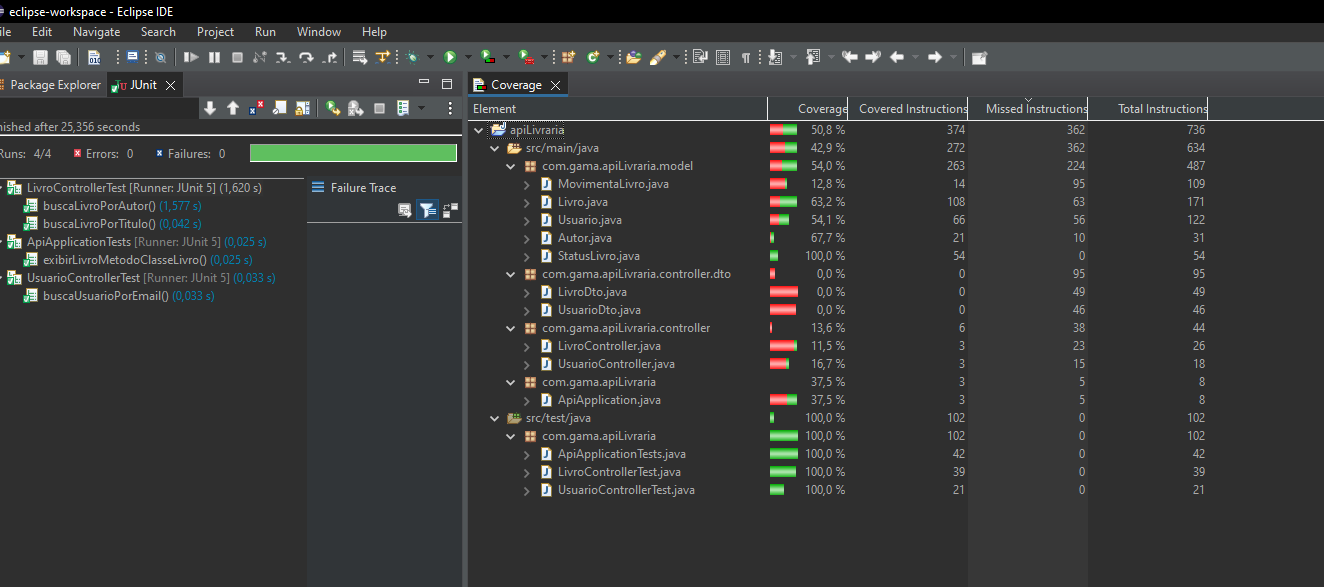 eclipse-workspace - Eclipse IDE
ile Edit Navigate Search Project Run Window Help
Package Explorer JUnit
nished after 25,356 seconds
Runs: 4/4 Errors: 0 Failures: 0
LivroControllerTest [Runner: JUnit 5] (1,620 s)
buscaLivroPorAutor() (1,577 s)
buscaLivroPorTitulo() (0,042 s)
ApiApplicationTests [Runner: JUnit 5] (0,025 s)
exibirLivroMetodoClasseLivro() (0,025 s)
UsuarioControllerTest [Runner: JUnit 5] (0,033 s)
buscaUsuarioPorEmail() (0,033 s)
Failure Trace
Coverage
Element Coverage Covered Instructions Missed Instructions Total Instructions
apiLivraria 50,8 % 374 362 736
src/main/java 42,9 % 272 362 634
com.gama.apiLivraria.model 54,0 % 263 224 487
MovimentaLivro.java 12,8 % 14 95 109
Livro.java 63,2 % 108 63 171
Usuario.java 54,1 % 66 56 122
Autor.java 67,7 % 21 10 31
StatusLivro.java 100,0 % 54 0 54
com.gama.apiLivraria.controller.dto 0,0 % 0 95 95
LivroDto.java 0,0 % 0 49 49
UsuarioDto.java 0,0 % 0 46 46
com.gama.apiLivraria.controller 13,6 % 6 38 44
LivroController.java 11,5 % 3 23 26
UsuarioController.java 16,7 % 3 15 18
com.gama.apiLivraria 37,5 % 3 5 8
ApiApplication.java 37,5 % 3 5 8
src/test/java 100,0 % 102 0 102
com.gama.apiLivraria 100,0 % 102 0 102
ApiApplicationTests.java 100,0 % 42 0 42
LivroControllerTest.java 100,0 % 39 0 39
UsuarioControllerTest.java 100,0 % 21 0 21